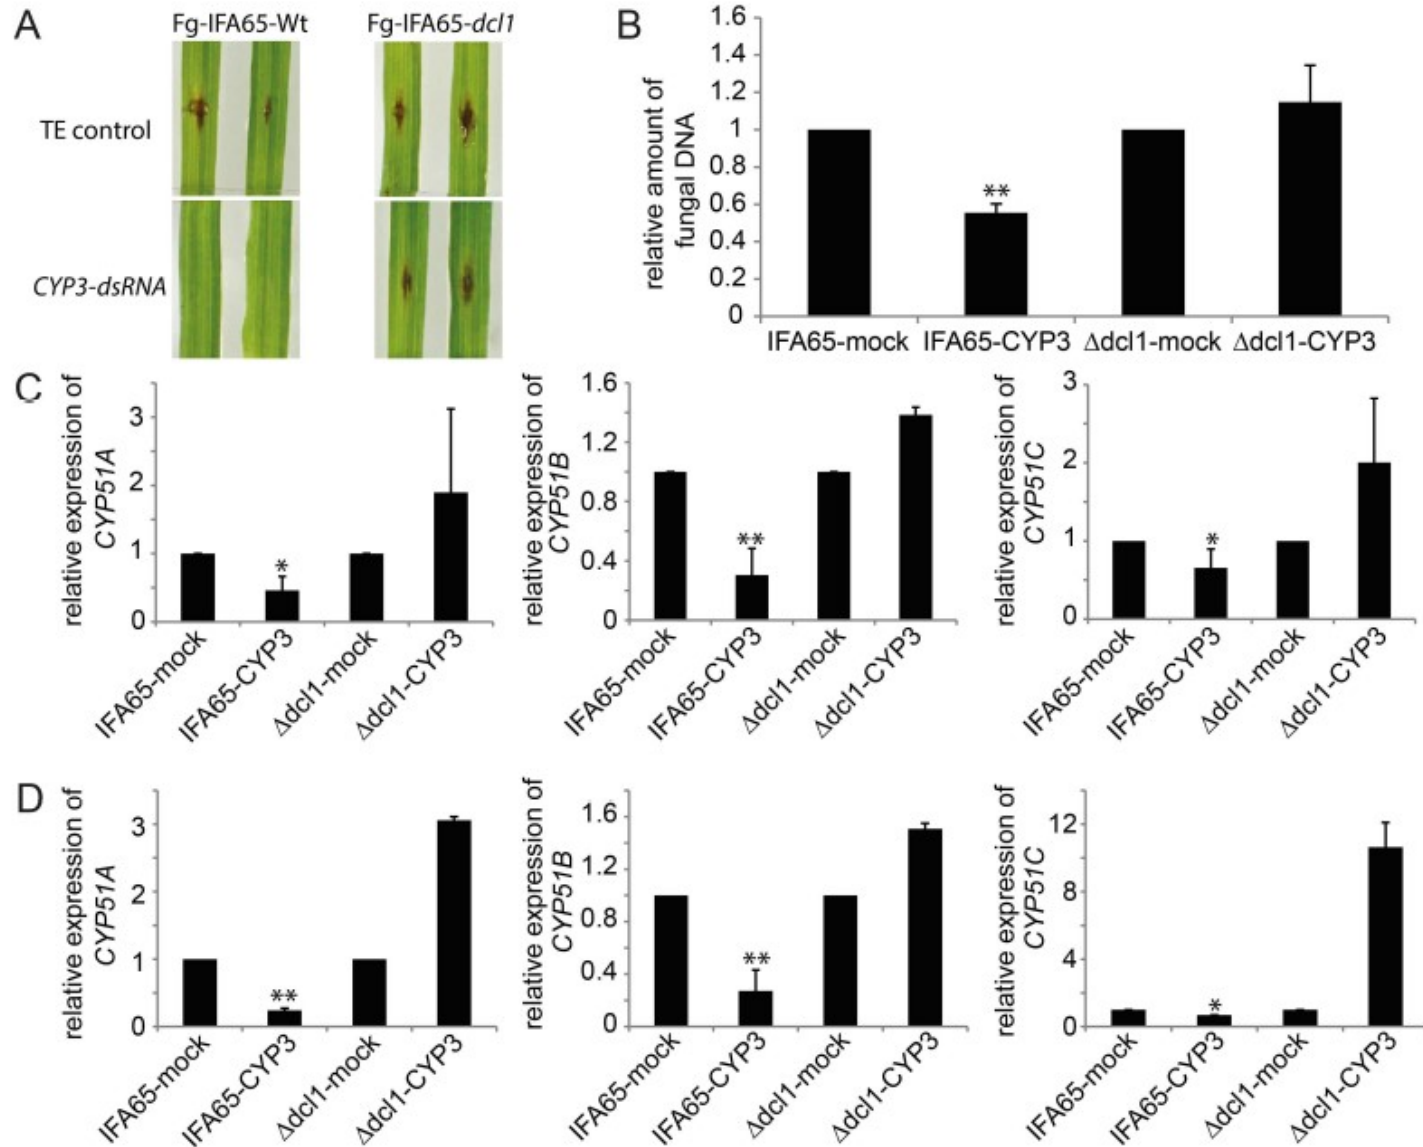 A
Fg-IFA65-Wt
Fg-IFA65-dcl1
TE control
CYP3-dsRNA
B
relative amount of
fungal DNA
1.6
1.4
1.2
1
0.8
0.6
0.4
0.2
0
**
IFA65-mock
IFA65-CYP3
Δdcl1-mock
Δdcl1-CYP3
C
relative expression of
CYP51A
3
2
1
0
*
IFA65-mock
IFA65-CYP3
Δdcl1-mock
Δdcl1-CYP3
relative expression of
CYP51B
1.6
1.2
0.8
0.4
0
**
IFA65-mock
IFA65-CYP3
Δdcl1-mock
Δdcl1-CYP3
relative expression of
CYP51C
3
2
1
0
*
IFA65-mock
IFA65-CYP3
Δdcl1-mock
Δdcl1-CYP3
D
relative expression of
CYP51A
3
2
1
0
**
IFA65-mock
IFA65-CYP3
Δdcl1-mock
Δdcl1-CYP3
relative expression of
CYP51B
1.6
1.2
0.8
0.4
0
**
IFA65-mock
IFA65-CYP3
Δdcl1-mock
Δdcl1-CYP3
relative expression of
CYP51C
12
8
4
0
*
IFA65-mock
IFA65-CYP3
Δdcl1-mock
Δdcl1-CYP3